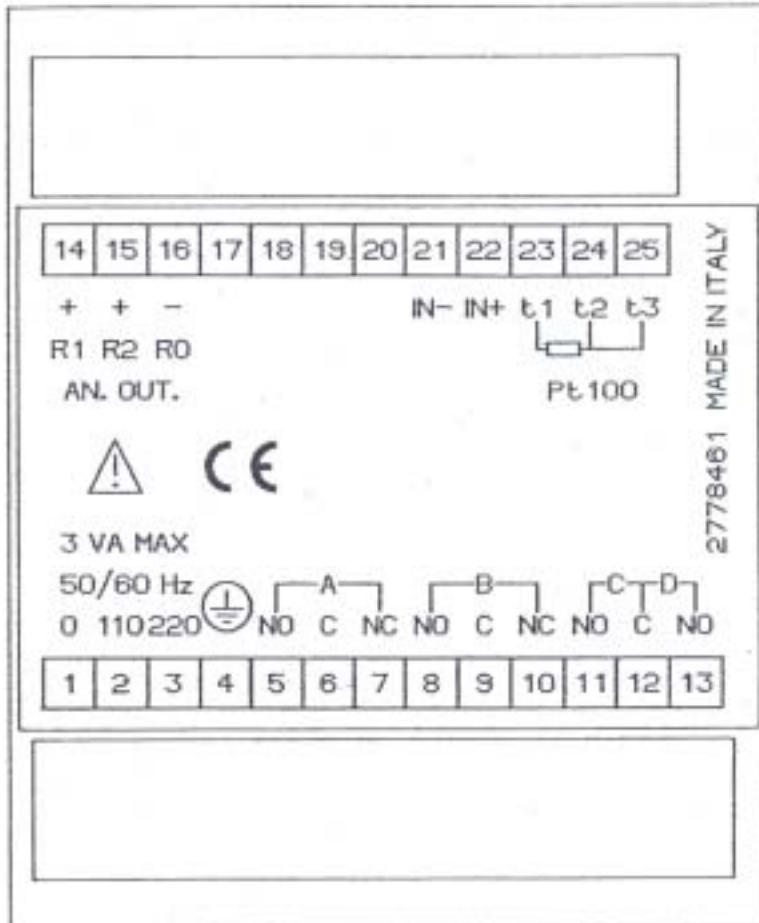 14 15 16 17 18 19 20 21 22 23 24 25
+ + − IN- IN+ t1 t2 t3
R1 R2 R0
AN. OUT. Pt100
CE
3 VA MAX
50/60 Hz A B C D
0 110 220 NO C NC NO C NC NO C NO
1 2 3 4 5 6 7 8 9 10 11 12 13
2778461 MADE IN ITALY